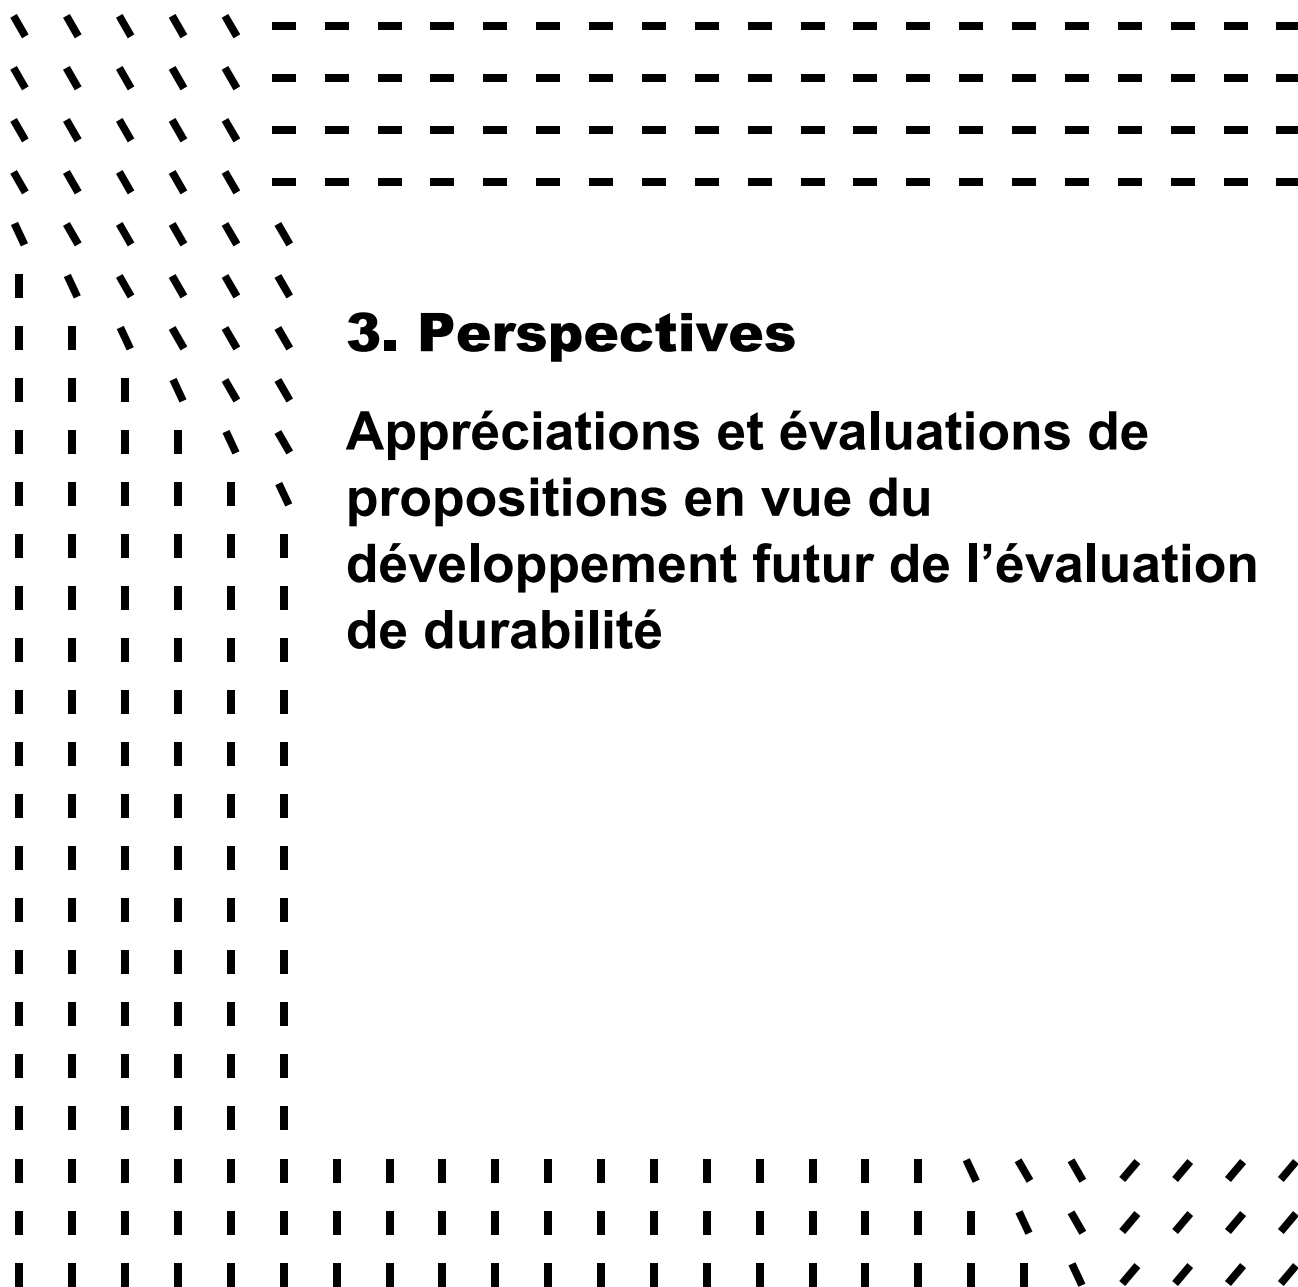 3. Perspectives
Appréciations et évaluations de
propositions en vue du
développement futur de l’évaluation
de durabilité